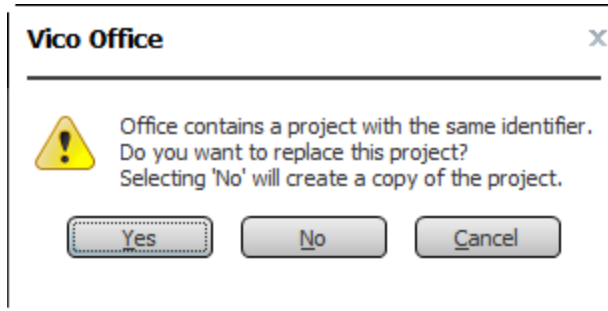 Vico Office
Office contains a project with the same identifier.
Do you want to replace this project?
Selecting 'No' will create a copy of the project.
Yes
No
Cancel